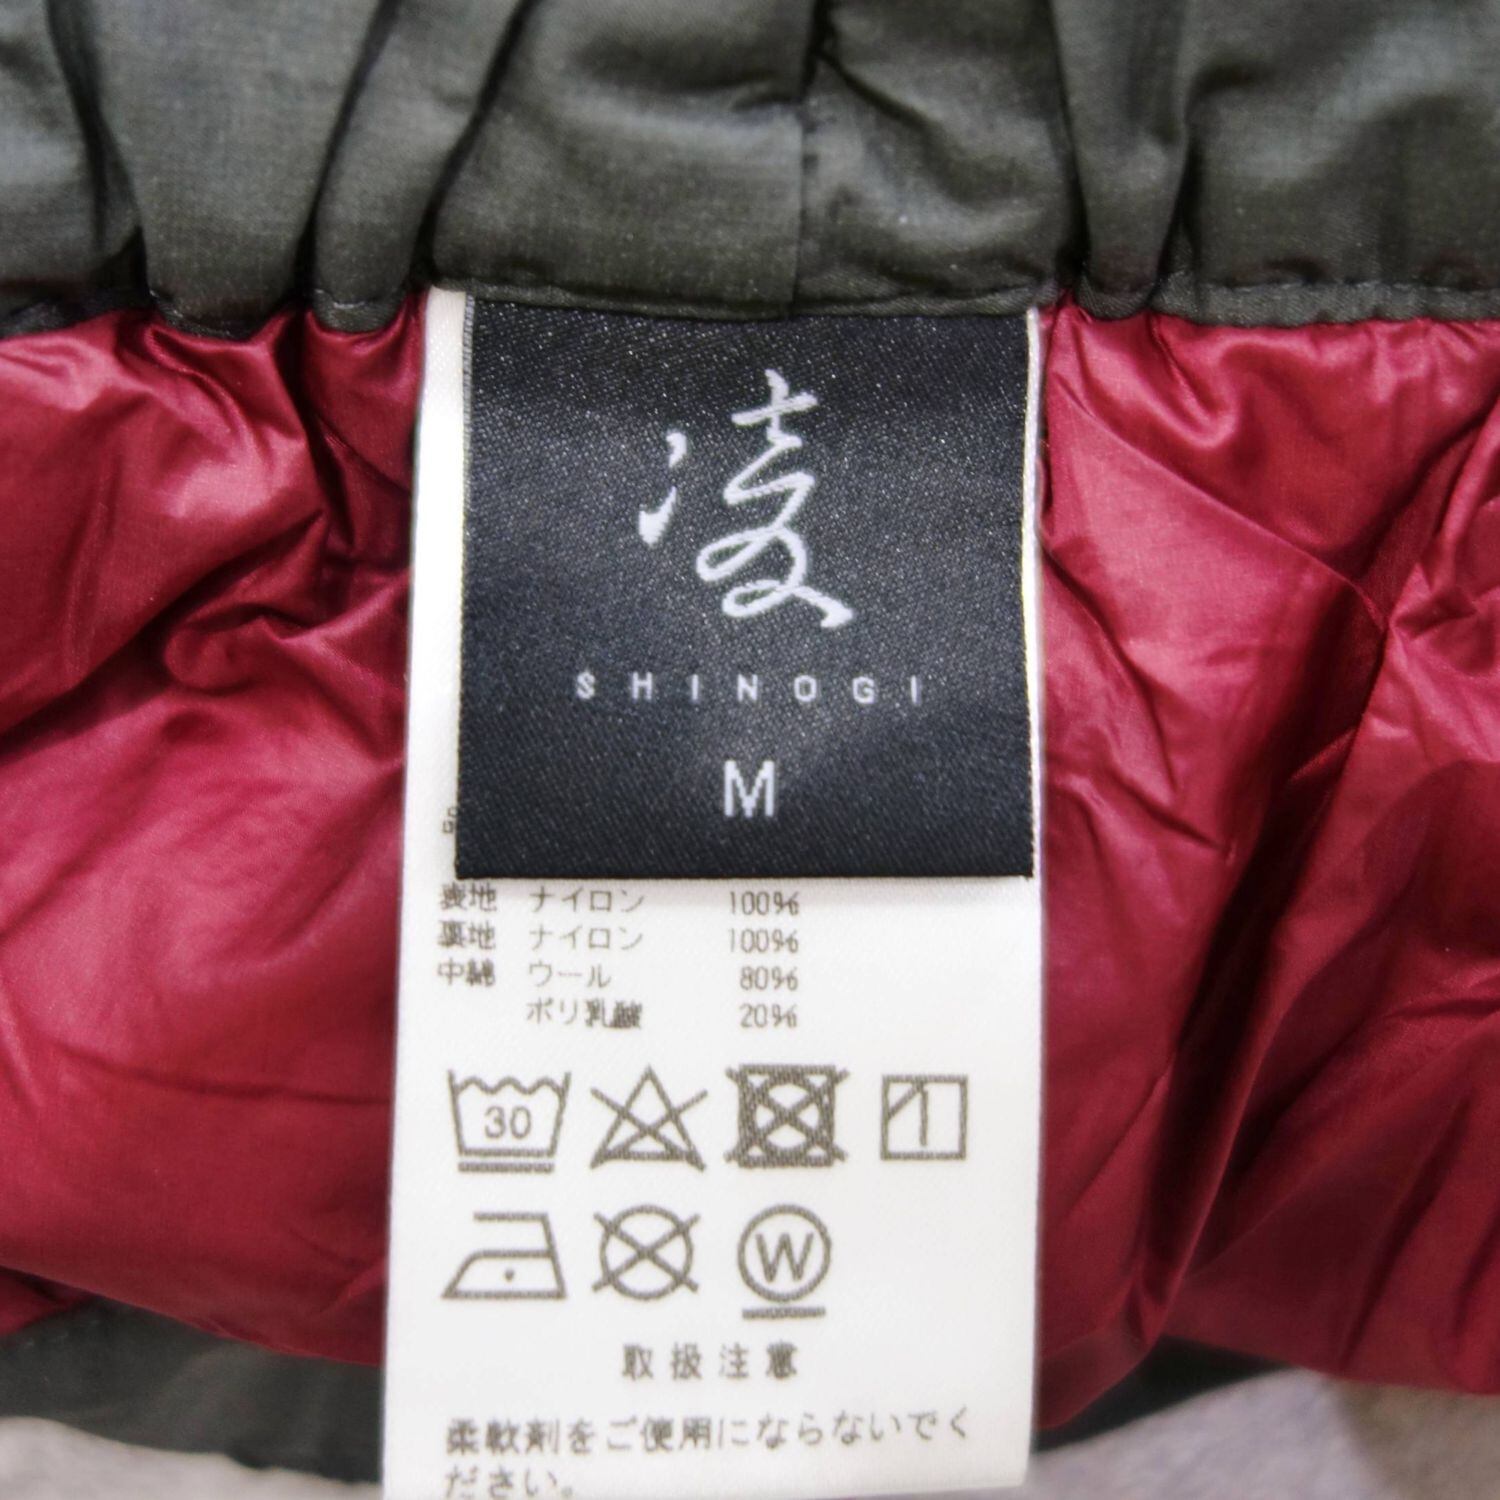 凌
SHINOGI
M
表地 ナイロン 100%
裏地 ナイロン 100%
中綿 ウール 80%
ポリ乳酸 20%
30
1
W
取扱注意
柔軟剤をご使用にならないでく
ださい。